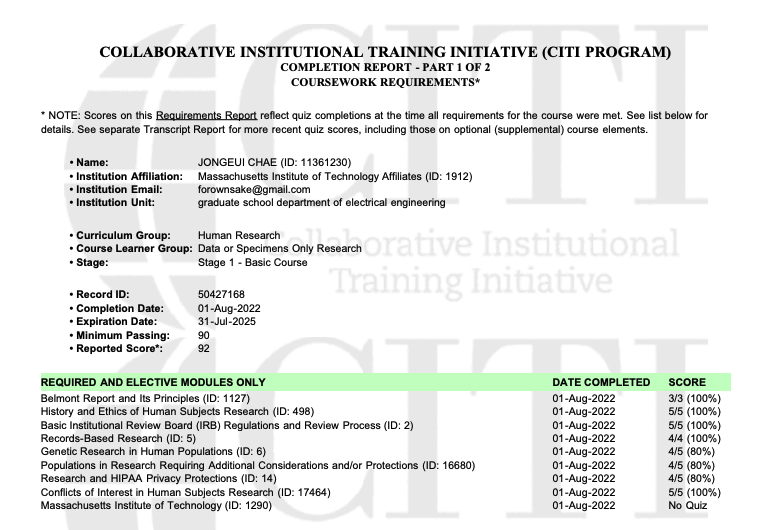 COLLABORATIVE INSTITUTIONAL TRAINING INITIATIVE (CITI PROGRAM)
COMPLETION REPORT - PART 1 OF 2
COURSEWORK REQUIREMENTS*
* NOTE: Scores on this Requirements Report reflect quiz completions at the time all requirements for the course were met. See list below for
details. See separate Transcript Report for more recent quiz scores, including those on optional (supplemental) course elements.
• Name: JONGEUI CHAE (ID: 11361230)
• Institution Affiliation: Massachusetts Institute of Technology Affiliates (ID: 1912)
• Institution Email: forownsake@gmail.com
• Institution Unit: graduate school department of electrical engineering
• Curriculum Group: Human Research
• Course Learner Group: Data or Specimens Only Research
• Stage: Stage 1 - Basic Course
• Record ID: 50427168
• Completion Date: 01-Aug-2022
• Expiration Date: 31-Jul-2025
• Minimum Passing: 90
• Reported Score*: 92
REQUIRED AND ELECTIVE MODULES ONLY DATE COMPLETED SCORE
Belmont Report and Its Principles (ID: 1127) 01-Aug-2022 3/3 (100%)
History and Ethics of Human Subjects Research (ID: 498) 01-Aug-2022 5/5 (100%)
Basic Institutional Review Board (IRB) Regulations and Review Process (ID: 2) 01-Aug-2022 5/5 (100%)
Records-Based Research (ID: 5) 01-Aug-2022 4/4 (100%)
Genetic Research in Human Populations (ID: 6) 01-Aug-2022 4/5 (80%)
Populations in Research Requiring Additional Considerations and/or Protections (ID: 16680) 01-Aug-2022 4/5 (80%)
Research and HIPAA Privacy Protections (ID: 14) 01-Aug-2022 4/5 (80%)
Conflicts of Interest in Human Subjects Research (ID: 17464) 01-Aug-2022 5/5 (100%)
Massachusetts Institute of Technology (ID: 1290) 01-Aug-2022 No Quiz
CITI
Collaborative Institutional
Training Initiative
CITI